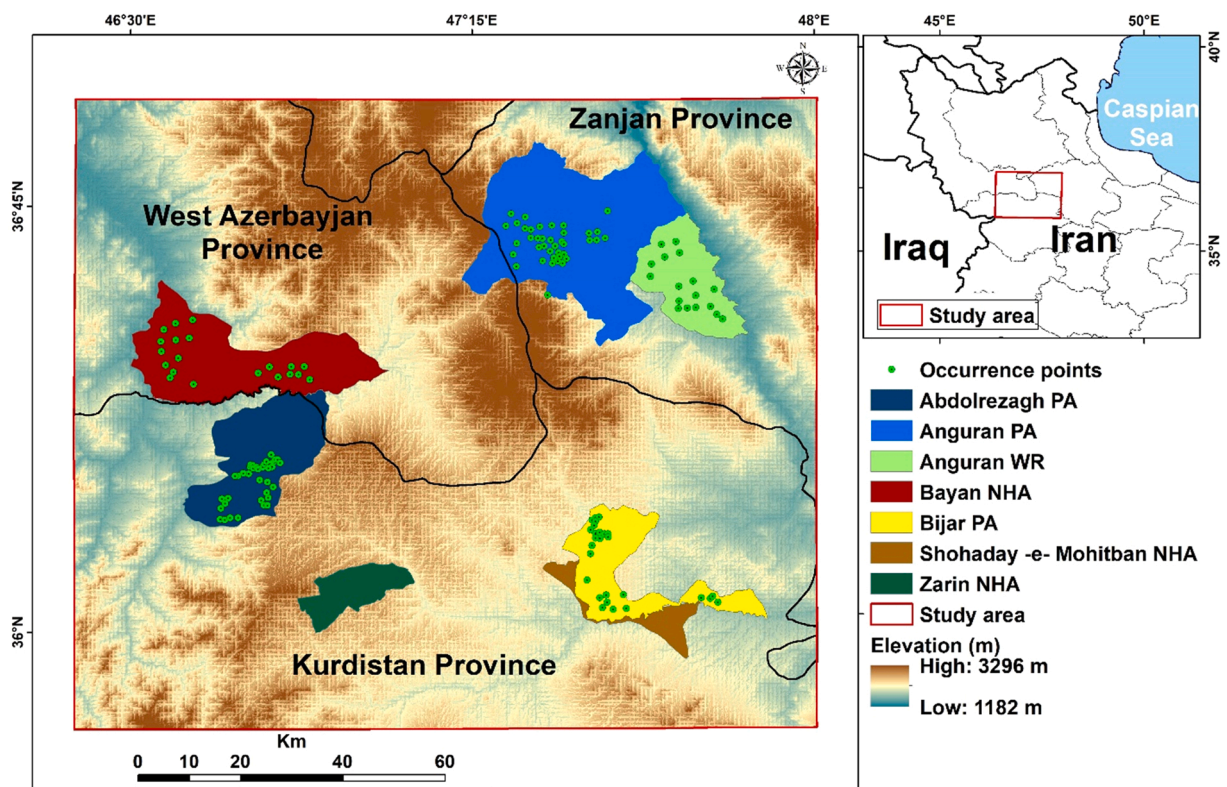 46°30'E
47°15'E
48°E
36°45'N
36°N
N
W
E
S
Zanjan Province
West Azerbayjan
Province
Kurdistan Province
Km
0
10
20
40
60
45°E
50°E
40°N
35°N
Caspian
Sea
Iraq
Iran
Study area
Occurrence points
Abdolrezagh PA
Anguran PA
Anguran WR
Bayan NHA
Bijar PA
Shohaday -e- Mohitban NHA
Zarin NHA
Study area
Elevation (m)
High: 3296 m
Low: 1182 m